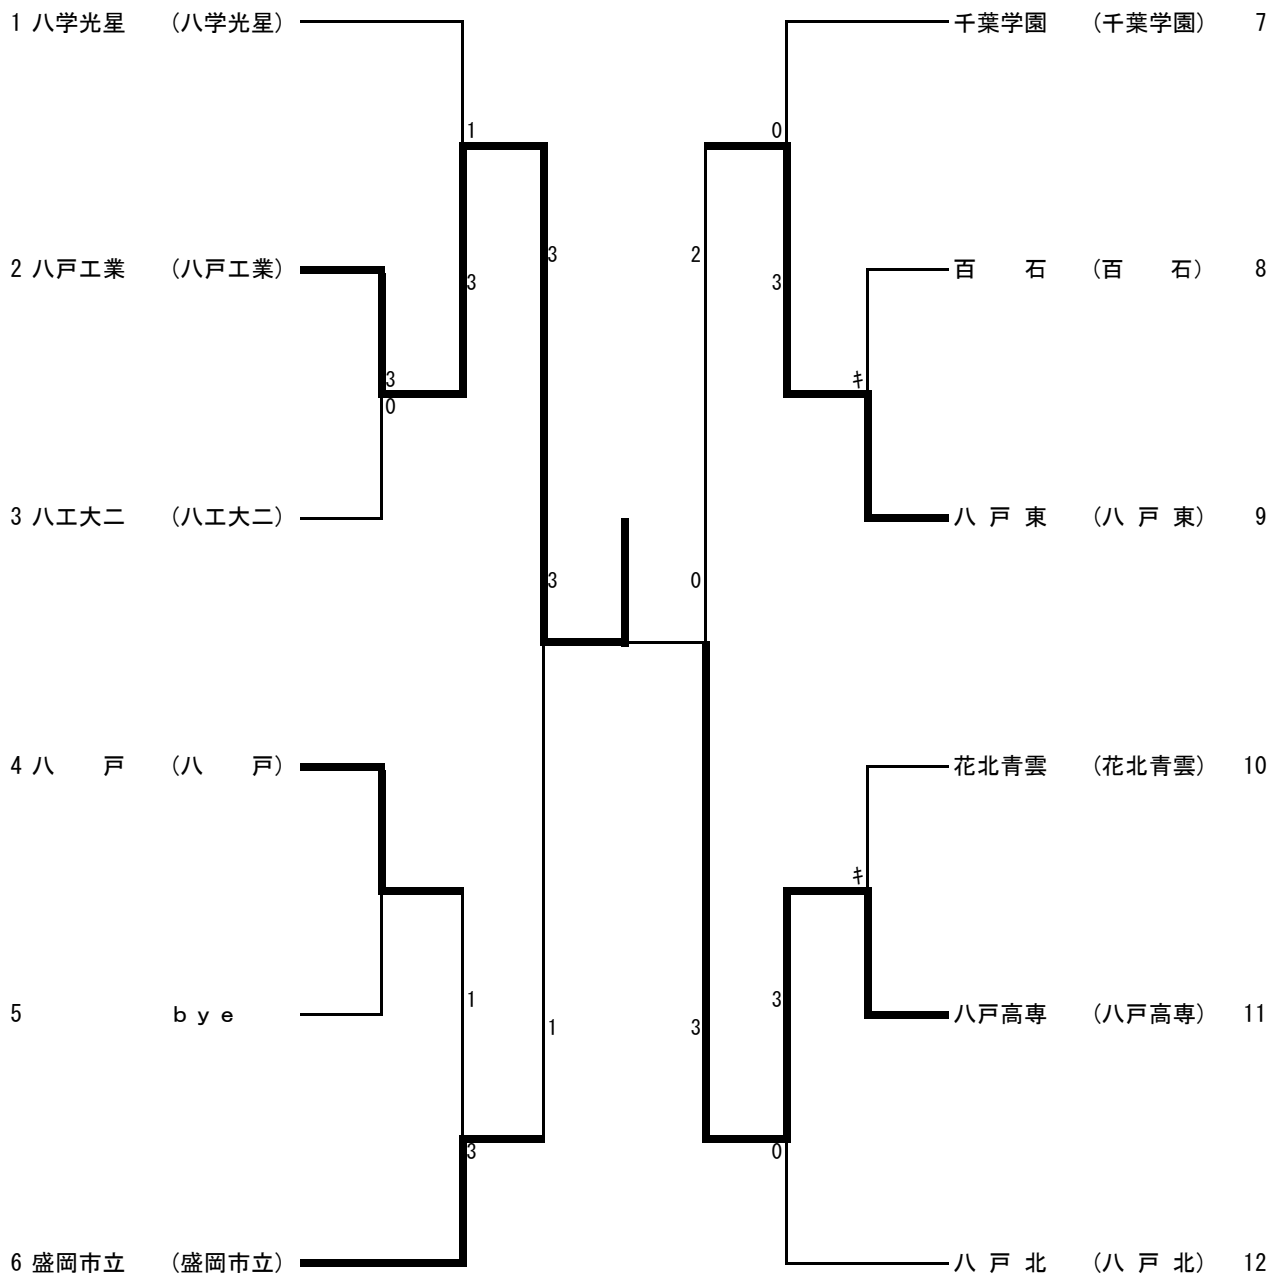 1 八学光星 (八学光星)
千葉学園 (千葉学園) 7
1
0
3
2
2 八戸工業 (八戸工業)
百　石 (百　石) 8
3
3
3
キ
0
3 八工大二 (八工大二)
八 戸 東 (八 戸 東) 9
3
0
4 八　戸 (八　戸)
花北青雲 (花北青雲) 10
キ
1
3
5 ｂｙｅ
八戸高専 (八戸高専) 11
1
3
3
0
6 盛岡市立 (盛岡市立)
八 戸 北 (八 戸 北) 12